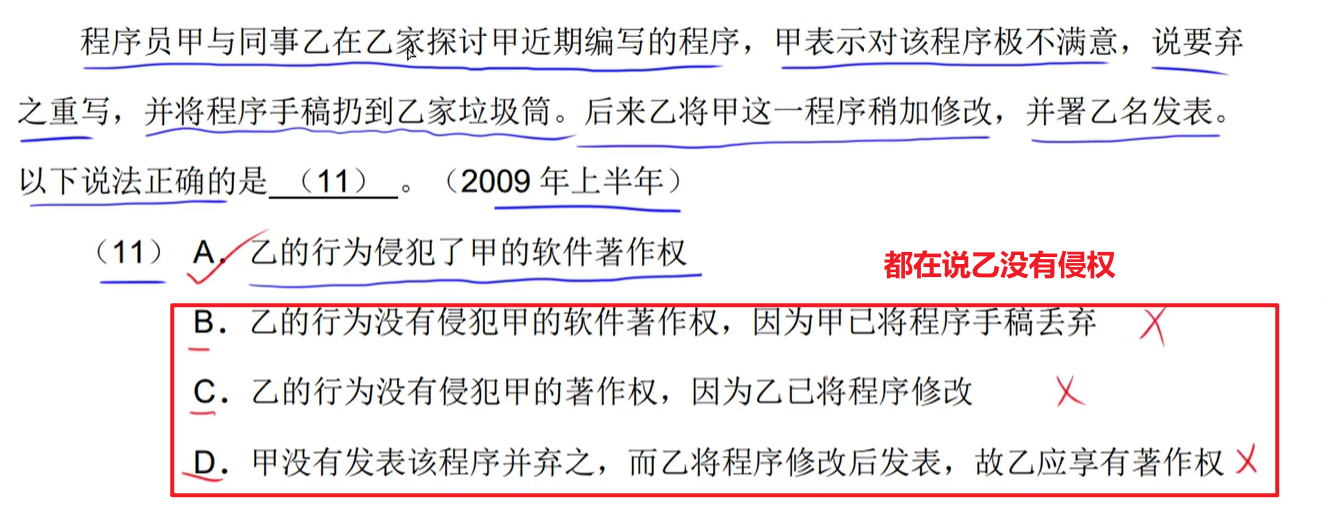 程序员甲与同事乙在乙家探讨甲近期编写的程序，甲表示对该程序极不满意，说要弃
之重写，并将程序手稿扔到乙家垃圾筒。后来乙将甲这一程序稍加修改，并署乙名发表。
以下说法正确的是 （11） 。（2009 年上半年）
（11） A． 乙的行为侵犯了甲的软件著作权
都在说乙没有侵权
B．乙的行为没有侵犯甲的软件著作权，因为甲已将程序手稿丢弃
C．乙的行为没有侵犯甲的著作权，因为乙已将程序修改
D．甲没有发表该程序并弃之，而乙将程序修改后发表，故乙应享有著作权